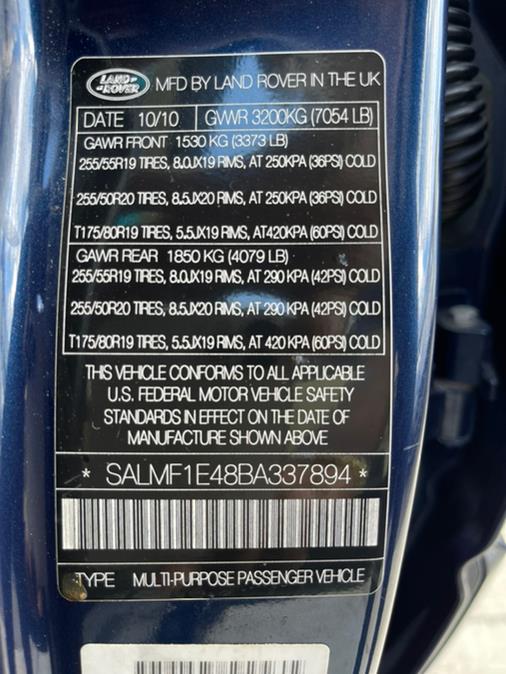 LAND-
-ROVER
MFD BY LAND ROVER IN THE UK
DATE 10/10 GVWR 3200KG (7054 LB)
GAWR FRONT 1530 KG (3373 LB)
255/55R19 TIRES, 8.0JX19 RIMS, AT 250KPA (36PSI) COLD
255/50R20 TIRES, 8.5JX20 RIMS, AT 250KPA (36PSI) COLD
T175/80R19 TIRES, 5.5JX19 RIMS, AT420KPA (60PSI) COLD
GAWR REAR 1850 KG (4079 LB)
255/55R19 TIRES, 8.0JX19 RIMS, AT 290 KPA (42PSI) COLD
255/50R20 TIRES, 8.5JX20 RIMS, AT 290 KPA (42PSI) COLD
T175/80R19 TIRES, 5.5JX19 RIMS, AT 420 KPA (60PSI) COLD
THIS VEHICLE CONFORMS TO ALL APPLICABLE
U.S. FEDERAL MOTOR VEHICLE SAFETY
STANDARDS IN EFFECT ON THE DATE OF
MANUFACTURE SHOWN ABOVE
* SALMF1E48BA337894 *
TYPE MULTI-PURPOSE PASSENGER VEHICLE